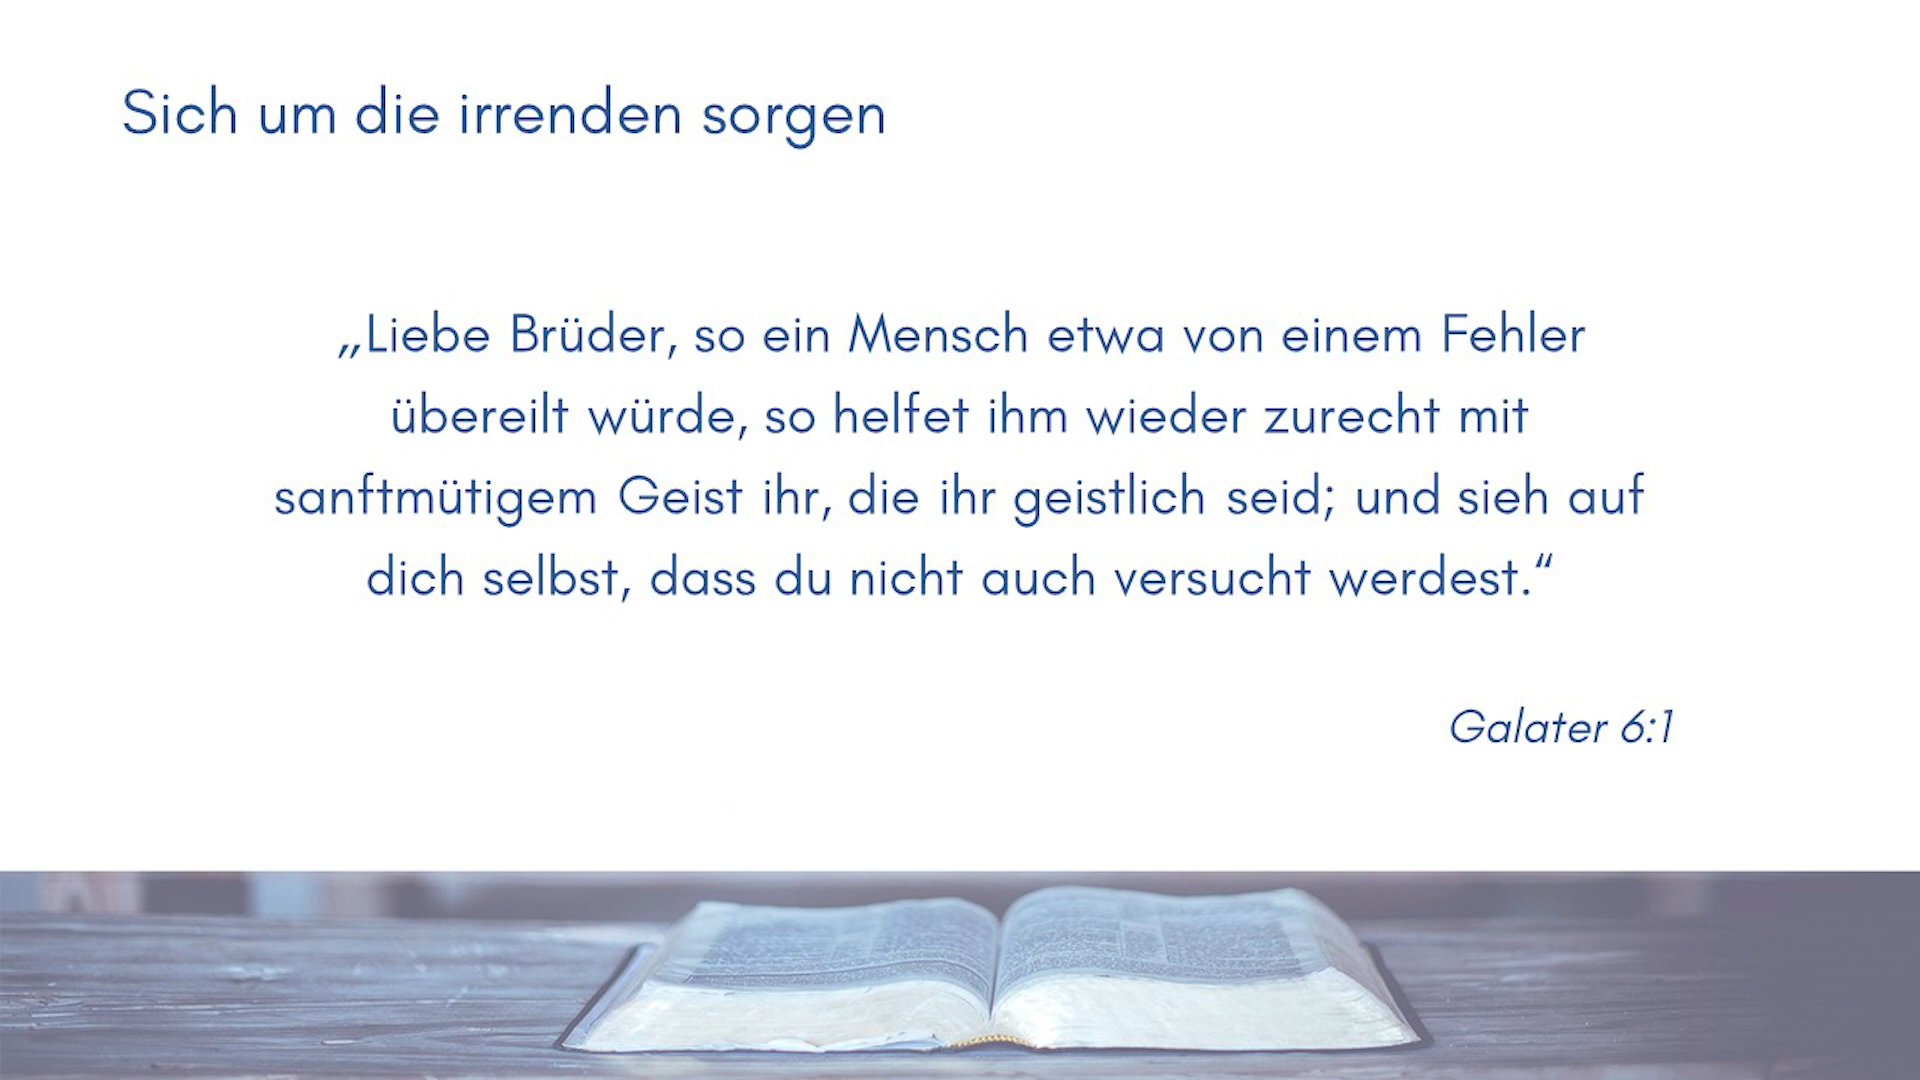 Sich um die irrenden sorgen
„Liebe Brüder, so ein Mensch etwa von einem Fehler
übereilt würde, so helfet ihm wieder zurecht mit
sanftmütigem Geist ihr, die ihr geistlich seid; und sieh auf
dich selbst, dass du nicht auch versucht werdest.“
Galater 6:1